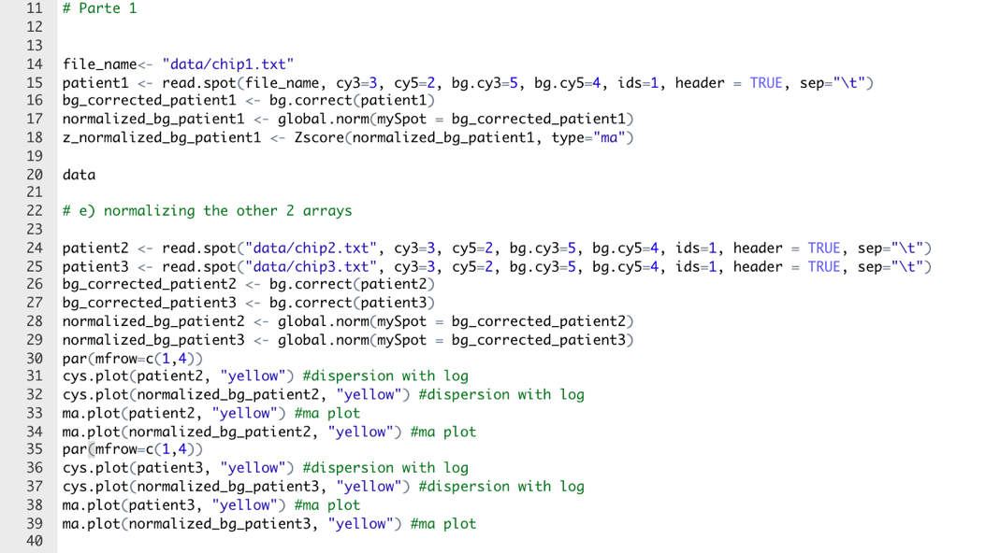 11 # Parte 1
12
13
14 file_name<- "data/chip1.txt"
15 patient1 <- read.spot(file_name, cy3=3, cy5=2, bg.cy3=5, bg.cy5=4, ids=1, header = TRUE, sep="\t")
16 bg_corrected_patient1 <- bg.correct(patient1)
17 normalized_bg_patient1 <- global.norm(mySpot = bg_corrected_patient1)
18 z_normalized_bg_patient1 <- Zscore(normalized_bg_patient1, type="ma")
19
20 data
21
22 # e) normalizing the other 2 arrays
23
24 patient2 <- read.spot("data/chip2.txt", cy3=3, cy5=2, bg.cy3=5, bg.cy5=4, ids=1, header = TRUE, sep="\t")
25 patient3 <- read.spot("data/chip3.txt", cy3=3, cy5=2, bg.cy3=5, bg.cy5=4, ids=1, header = TRUE, sep="\t")
26 bg_corrected_patient2 <- bg.correct(patient2)
27 bg_corrected_patient3 <- bg.correct(patient3)
28 normalized_bg_patient2 <- global.norm(mySpot = bg_corrected_patient2)
29 normalized_bg_patient3 <- global.norm(mySpot = bg_corrected_patient3)
30 par(mfrow=c(1,4))
31 cys.plot(patient2, "yellow") #dispersion with log
32 cys.plot(normalized_bg_patient2, "yellow") #dispersion with log
33 ma.plot(patient2, "yellow") #ma plot
34 ma.plot(normalized_bg_patient2, "yellow") #ma plot
35 par(mfrow=c(1,4))
36 cys.plot(patient3, "yellow") #dispersion with log
37 cys.plot(normalized_bg_patient3, "yellow") #dispersion with log
38 ma.plot(patient3, "yellow") #ma plot
39 ma.plot(normalized_bg_patient3, "yellow") #ma plot
40